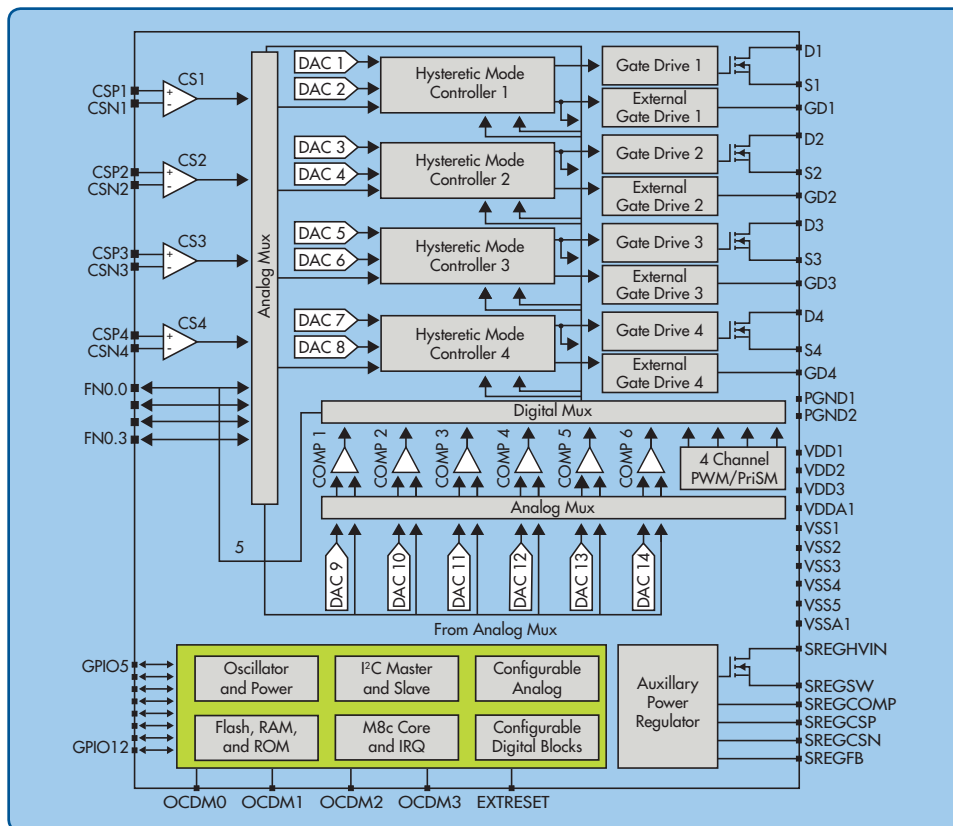 CSP1
CSN1
CS1
CSP2
CSN2
CS2
CSP3
CSN3
CS3
CSP4
CSN4
CS4
FN0.0
FN0.3
Analog Mux
DAC 1
DAC 2
Hysteretic Mode
Controller 1
Gate Drive 1
External
Gate Drive 1
D1
S1
GD1
DAC 3
DAC 4
Hysteretic Mode
Controller 2
Gate Drive 2
External
Gate Drive 2
D2
S2
GD2
DAC 5
DAC 6
Hysteretic Mode
Controller 3
Gate Drive 3
External
Gate Drive 3
D3
S3
GD3
DAC 7
DAC 8
Hysteretic Mode
Controller 4
Gate Drive 4
External
Gate Drive 4
D4
S4
GD4
PGND1
PGND2
Digital Mux
COMP 1
COMP 2
COMP 3
COMP 4
COMP 5
COMP 6
4 Channel
PWM/PriSM
Analog Mux
5
DAC 9
DAC 10
DAC 11
DAC 12
DAC 13
DAC 14
From Analog Mux
VDD1
VDD2
VDD3
VDDA1
VSS1
VSS2
VSS3
VSS4
VSS5
VSSA1
GPIO5
GPIO12
Oscillator
and Power
I²C Master
and Slave
Configurable
Analog
Flash, RAM,
and ROM
M8c Core
and IRQ
Configurable
Digital Blocks
Auxillary
Power
Regulator
SREGHVIN
SREGSW
SREGCOMP
SREGCSP
SREGCSN
SREGFB
OCDM0
OCDM1
OCDM2
OCDM3
EXTRESET
+
-
+
-
+
-
+
-